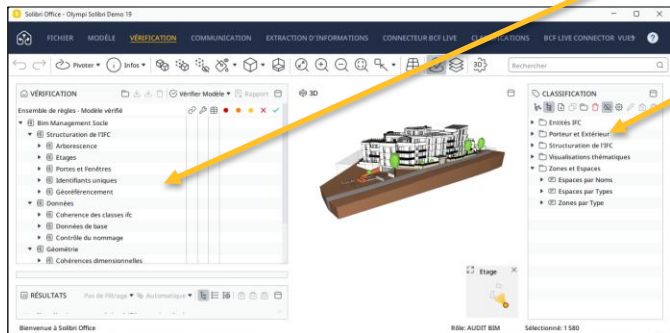 Solibri Office - Olympi Solibri Demo 19
FICHIER MODÈLE VÉRIFICATION COMMUNICATION EXTRACTION D'INFORMATIONS CONNECTEUR BCF LIVE CLASSIFICATIONS BCF LIVE CONNECTOR VUES
Pivoter Infos Rechercher
VÉRIFICATION Vérifier Modèle Rapport
3D
CLASSIFICATION
Ensemble de règles - Modèle vérifié
Bim Management Socle
Structuration de l'IFC
Arborescence
Etages
Portes et Fenêtres
Identifiants uniques
Géoréférencement
Données
Coherence des classes ifc
Données de base
Contrôle du nommage
Géométrie
Cohérences dimensionnelles
Entités IFC
Porteur et Extérieur
Structuration de l'IFC
Visualisations thématiques
Zones et Espaces
Espaces par Noms
Espaces par Types
Zones par Type
Etage
RÉSULTATS Pas de Filtrage Automatique
Bienvenue à Solibri Office
Rôle: AUDIT BIM
Sélectionné: 1 580